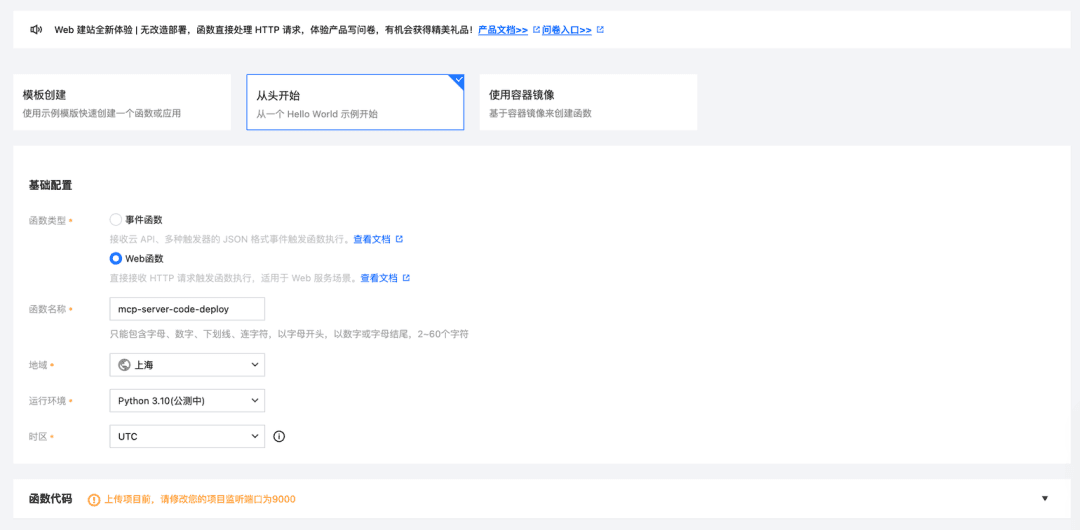 Web 建站全新体验 | 无改造部署，函数直接处理 HTTP 请求，体验产品写问卷，有机会获得精美礼品！产品文档>> 问卷入口>>
模板创建
使用示例模版快速创建一个函数或应用
从头开始
从一个 Hello World 示例开始
使用容器镜像
基于容器镜像来创建函数
基础配置
函数类型 * 事件函数
接收云 API、多种触发器的 JSON 格式事件触发函数执行。查看文档
Web函数
直接接收 HTTP 请求触发函数执行，适用于 Web 服务场景。查看文档
函数名称 * mcp-server-code-deploy
只能包含字母、数字、下划线、连字符，以字母开头，以数字或字母结尾，2~60个字符
地域 * 上海
运行环境 * Python 3.10(公测中)
时区 * UTC
函数代码 上传项目前，请修改您的项目监听端口为9000